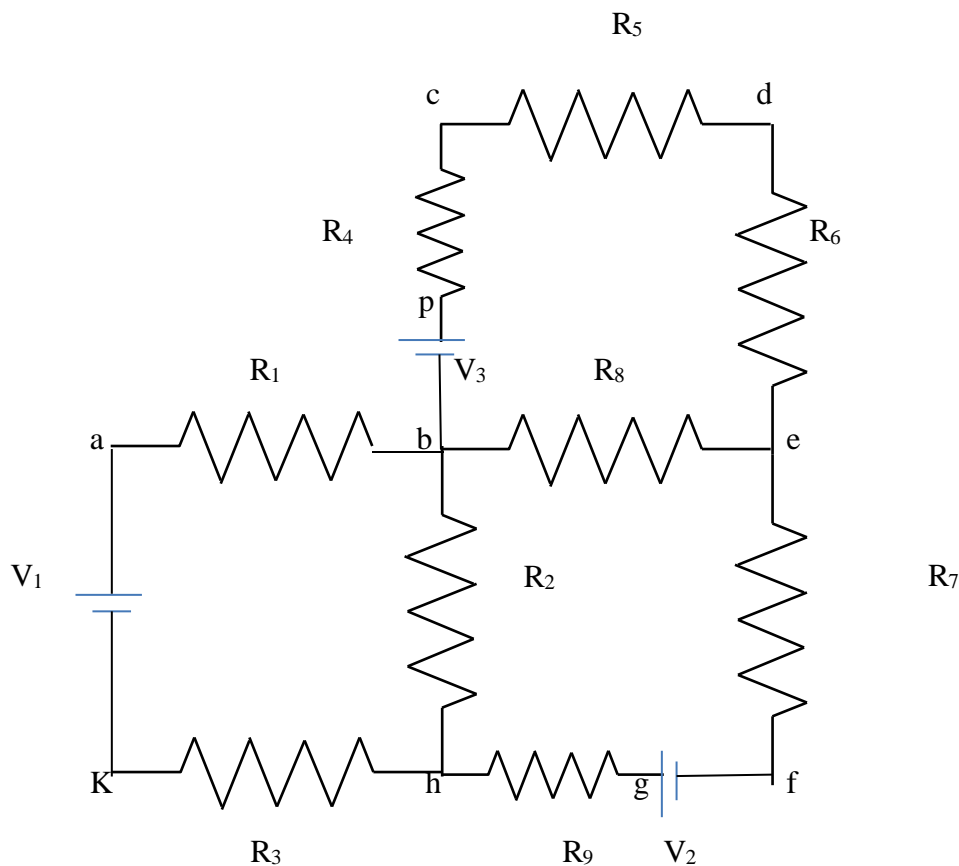 R₅
c d
R₄ R₆
p
R₁ V₃ R₈
a b e
V₁ R₂ R₇
K h g f
R₃ R₉ V₂